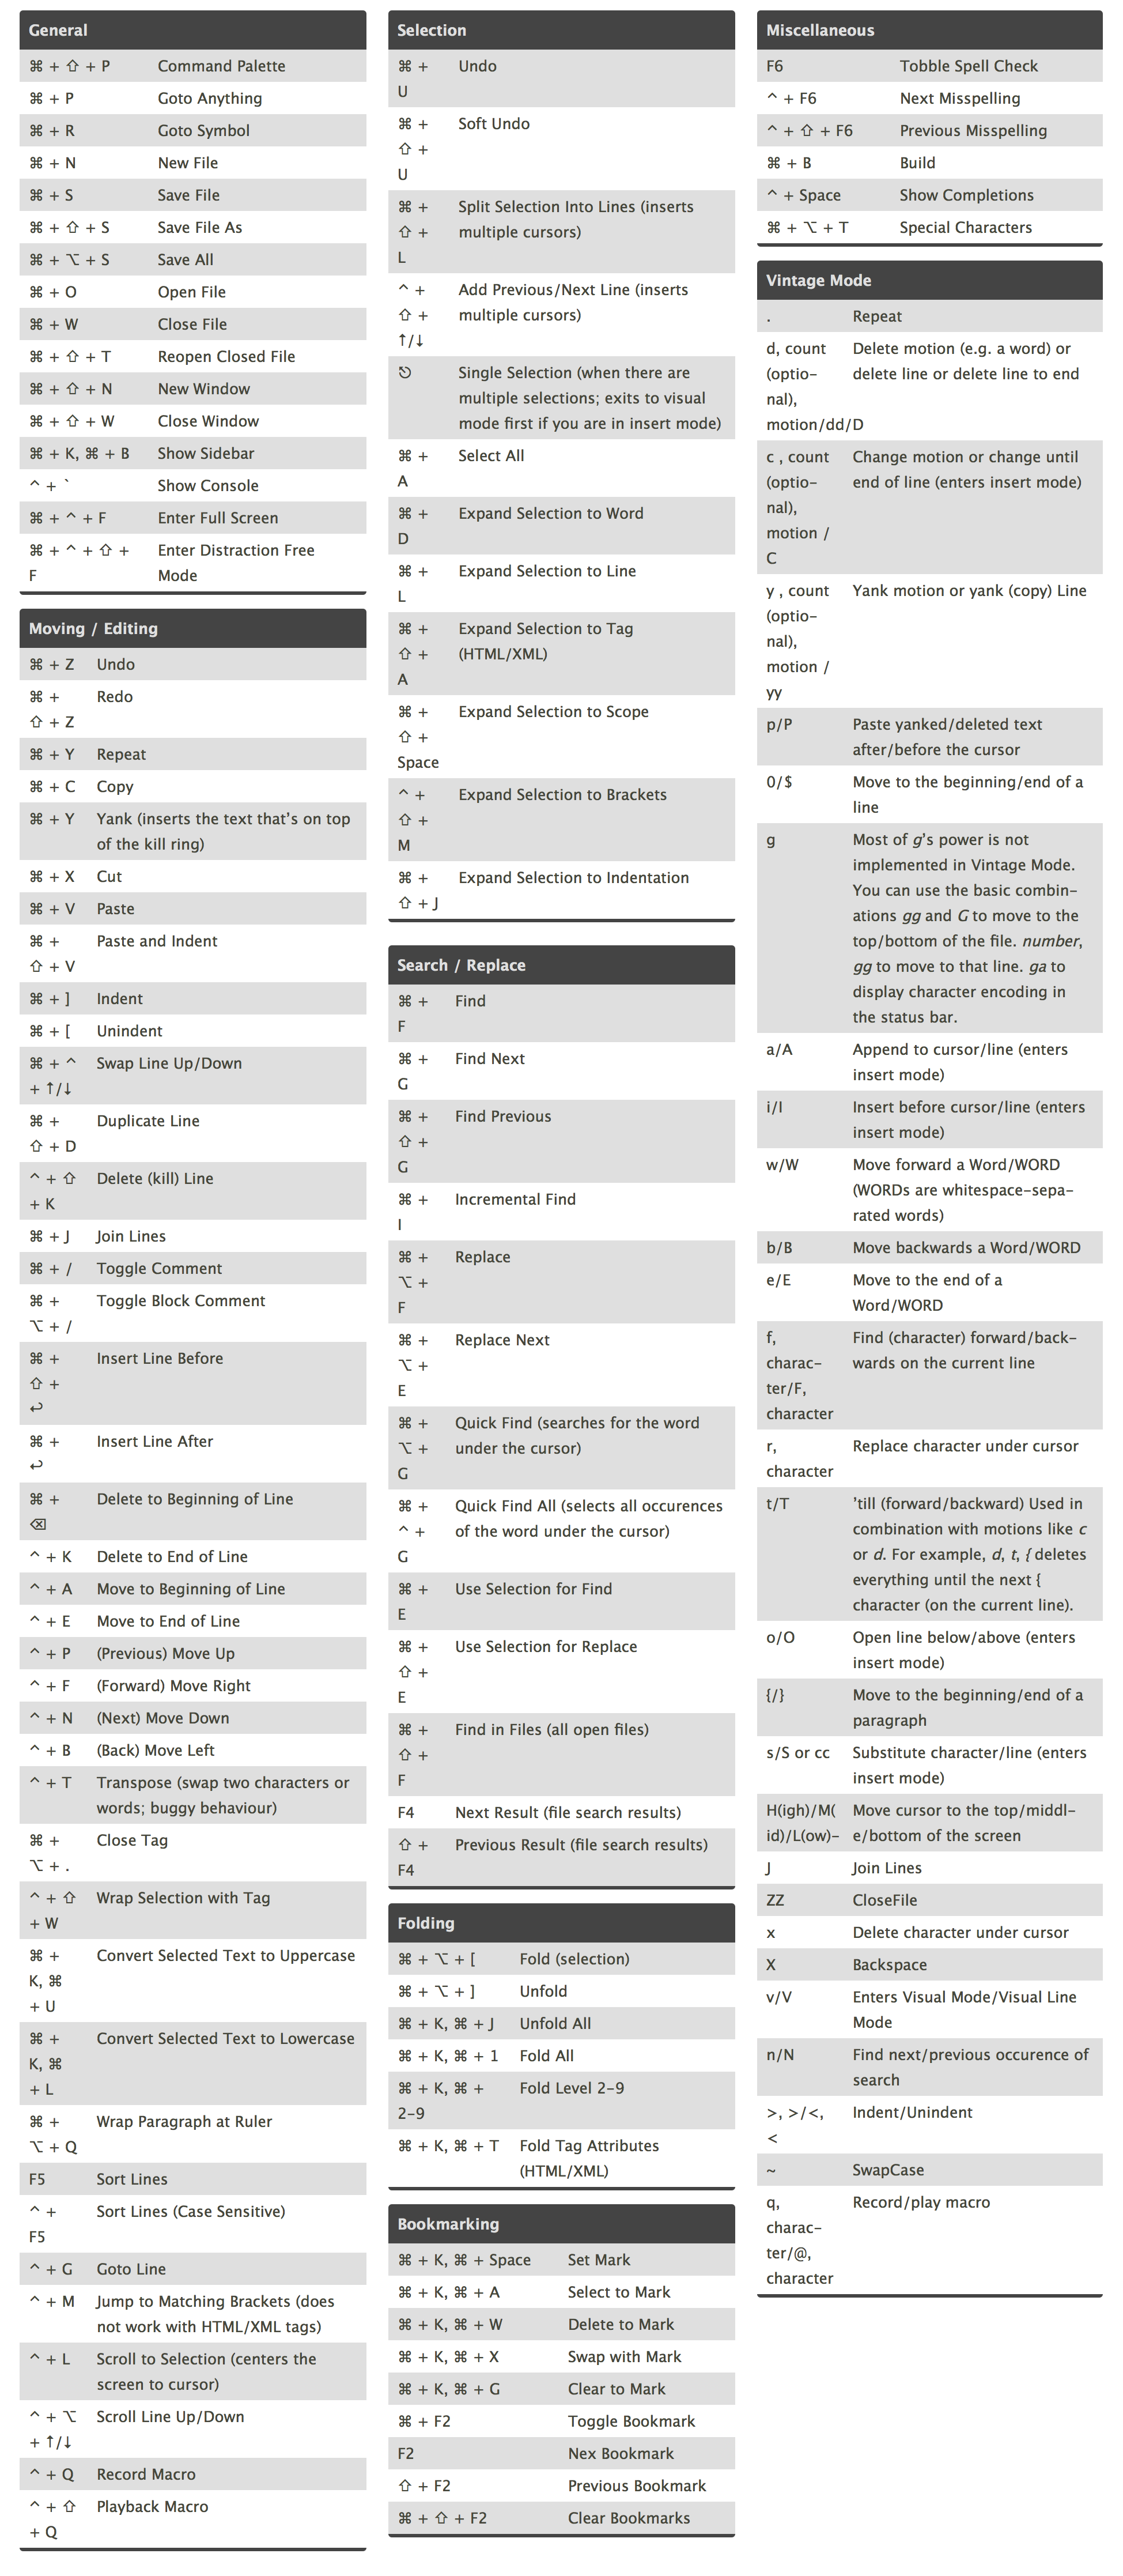 General
⌘ + ⇧ + P Command Palette
⌘ + P Goto Anything
⌘ + R Goto Symbol
⌘ + N New File
⌘ + S Save File
⌘ + ⇧ + S Save File As
⌘ + ⌥ + S Save All
⌘ + O Open File
⌘ + W Close File
⌘ + ⇧ + T Reopen Closed File
⌘ + ⇧ + N New Window
⌘ + ⇧ + W Close Window
⌘ + K, ⌘ + B Show Sidebar
^ + ` Show Console
⌘ + ^ + F Enter Full Screen
⌘ + ^ + ⇧ + Enter Distraction Free
F Mode
Moving / Editing
⌘ + Z Undo
⌘ + Redo
⇧ + Z
⌘ + Y Repeat
⌘ + C Copy
⌘ + Y Yank (inserts the text that's on top
of the kill ring)
⌘ + X Cut
⌘ + V Paste
⌘ + Paste and Indent
⇧ + V
⌘ + ] Indent
⌘ + [ Unindent
⌘ + ^ Swap Line Up/Down
+ ↑/↓
⌘ + Duplicate Line
⇧ + D
^ + ⇧ Delete (kill) Line
+ K
⌘ + J Join Lines
⌘ + / Toggle Comment
⌘ + Toggle Block Comment
⌥ + /
⌘ + Insert Line Before
⇧ +
↩
⌘ + Insert Line After
↩
⌘ + Delete to Beginning of Line
⌫
^ + K Delete to End of Line
^ + A Move to Beginning of Line
^ + E Move to End of Line
^ + P (Previous) Move Up
^ + F (Forward) Move Right
^ + N (Next) Move Down
^ + B (Back) Move Left
^ + T Transpose (swap two characters or
words; buggy behaviour)
⌘ + Close Tag
⌥ + .
^ + ⇧ Wrap Selection with Tag
+ W
⌘ + Convert Selected Text to Uppercase
K, ⌘
+ U
⌘ + Convert Selected Text to Lowercase
K, ⌘
+ L
⌘ + Wrap Paragraph at Ruler
⌥ + Q
F5 Sort Lines
^ + Sort Lines (Case Sensitive)
F5
^ + G Goto Line
^ + M Jump to Matching Brackets (does
not work with HTML/XML tags)
^ + L Scroll to Selection (centers the
screen to cursor)
^ + ⌥ Scroll Line Up/Down
+ ↑/↓
^ + Q Record Macro
^ + ⇧ Playback Macro
+ Q
Selection
⌘ + Undo
U
⌘ + Soft Undo
⇧ +
U
⌘ + Split Selection Into Lines (inserts
⇧ + multiple cursors)
L
^ + Add Previous/Next Line (inserts
⇧ + multiple cursors)
↑/↓
⎋ Single Selection (when there are
multiple selections; exits to visual
mode first if you are in insert mode)
⌘ + Select All
A
⌘ + Expand Selection to Word
D
⌘ + Expand Selection to Line
L
⌘ + Expand Selection to Tag
⇧ + (HTML/XML)
A
⌘ + Expand Selection to Scope
⇧ +
Space
^ + Expand Selection to Brackets
⇧ +
M
⌘ + Expand Selection to Indentation
⇧ + J
Search / Replace
⌘ + Find
F
⌘ + Find Next
G
⌘ + Find Previous
⇧ +
G
⌘ + Incremental Find
I
⌘ + Replace
⌥ +
F
⌘ + Replace Next
⌥ +
E
⌘ + Quick Find (searches for the word
⌥ + under the cursor)
G
⌘ + Quick Find All (selects all occurences
^ + of the word under the cursor)
G
⌘ + Use Selection for Find
E
⌘ + Use Selection for Replace
⇧ +
E
⌘ + Find in Files (all open files)
⇧ +
F
F4 Next Result (file search results)
⇧ + Previous Result (file search results)
F4
Folding
⌘ + ⌥ + [ Fold (selection)
⌘ + ⌥ + ] Unfold
⌘ + K, ⌘ + J Unfold All
⌘ + K, ⌘ + 1 Fold All
⌘ + K, ⌘ + Fold Level 2-9
2-9
⌘ + K, ⌘ + T Fold Tag Attributes
(HTML/XML)
Bookmarking
⌘ + K, ⌘ + Space Set Mark
⌘ + K, ⌘ + A Select to Mark
⌘ + K, ⌘ + W Delete to Mark
⌘ + K, ⌘ + X Swap with Mark
⌘ + K, ⌘ + G Clear to Mark
⌘ + F2 Toggle Bookmark
F2 Nex Bookmark
⇧ + F2 Previous Bookmark
⌘ + ⇧ + F2 Clear Bookmarks
Miscellaneous
F6 Tobble Spell Check
^ + F6 Next Misspelling
^ + ⇧ + F6 Previous Misspelling
⌘ + B Build
^ + Space Show Completions
⌘ + ⌥ + T Special Characters
Vintage Mode
. Repeat
d, count Delete motion (e.g. a word) or
(optio- delete line or delete line to end
nal),
motion/dd/D
c , count Change motion or change until
(optio- end of line (enters insert mode)
nal),
motion /
C
y , count Yank motion or yank (copy) Line
(optio-
nal),
motion /
yy
p/P Paste yanked/deleted text
after/before the cursor
0/$ Move to the beginning/end of a
line
g Most of g's power is not
implemented in Vintage Mode.
You can use the basic combin-
ations gg and G to move to the
top/bottom of the file. number,
gg to move to that line. ga to
display character encoding in
the status bar.
a/A Append to cursor/line (enters
insert mode)
i/I Insert before cursor/line (enters
insert mode)
w/W Move forward a Word/WORD
(WORDs are whitespace-sepa-
rated words)
b/B Move backwards a Word/WORD
e/E Move to the end of a
Word/WORD
f, Find (character) forward/back-
charac- wards on the current line
ter/F,
character
r, Replace character under cursor
character
t/T 'till (forward/backward) Used in
combination with motions like c
or d. For example, d, t, { deletes
everything until the next {
character (on the current line).
o/O Open line below/above (enters
insert mode)
{/} Move to the beginning/end of a
paragraph
s/S or cc Substitute character/line (enters
insert mode)
H(igh)/M( Move cursor to the top/middl-
id)/L(ow)- e/bottom of the screen
J Join Lines
ZZ CloseFile
x Delete character under cursor
X Backspace
v/V Enters Visual Mode/Visual Line
Mode
n/N Find next/previous occurence of
search
>, >/<, Indent/Unindent
<
~ SwapCase
q, Record/play macro
charac-
ter/@,
character